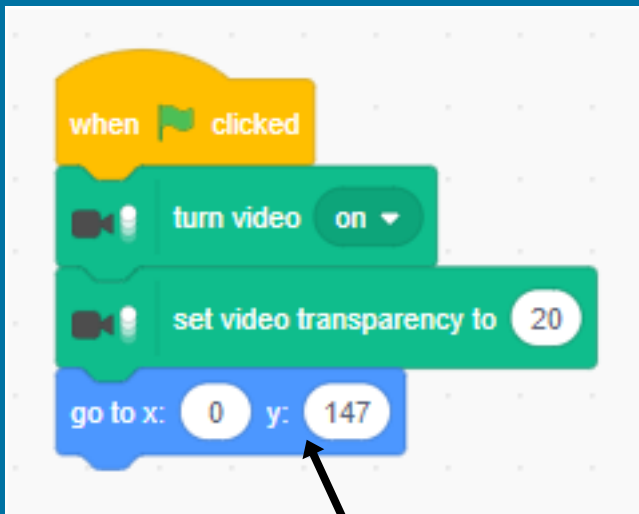 when clicked
turn video on
set video transparency to 20
go to x: 0 y: 147